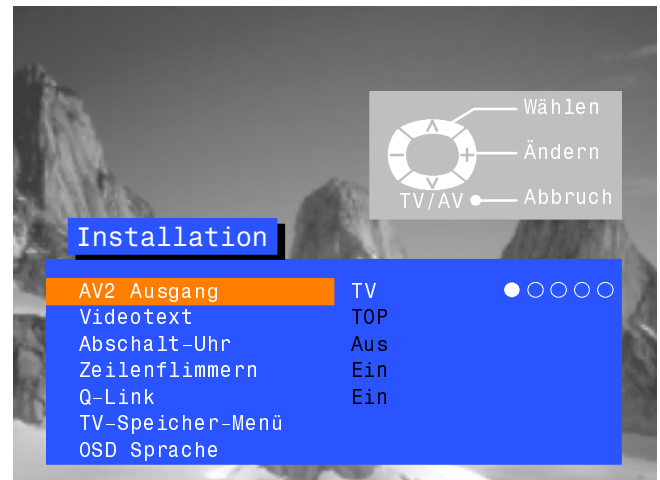 Wählen
Ändern
TV/AV Abbruch
Installation
AV2 Ausgang TV
Videotext TOP
Abschalt-Uhr Aus
Zeilenflimmern Ein
Q-Link Ein
TV-Speicher-Menü
OSD Sprache